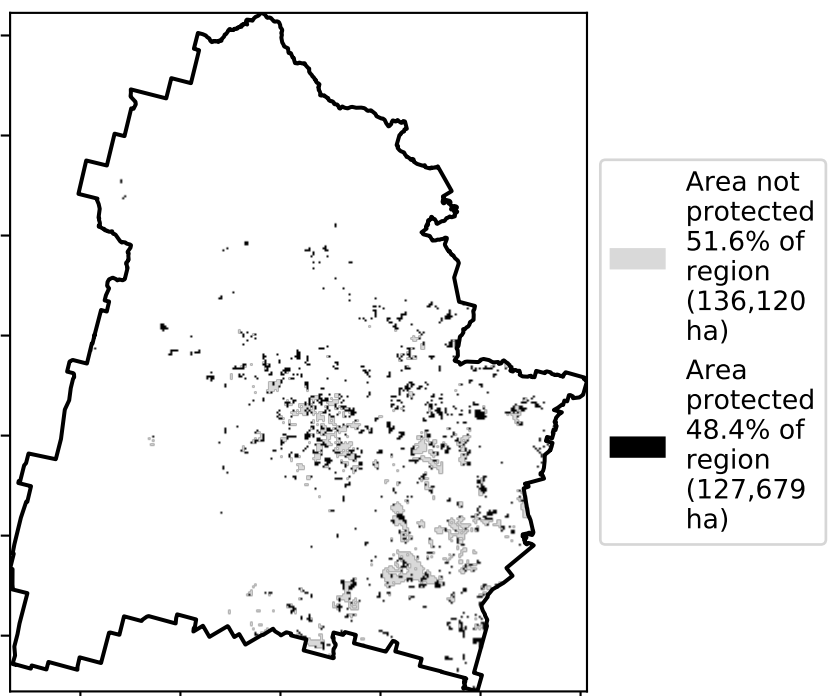 Area not
protected
51.6% of
region
(136,120
ha)
Area
protected
48.4% of
region
(127,679
ha)